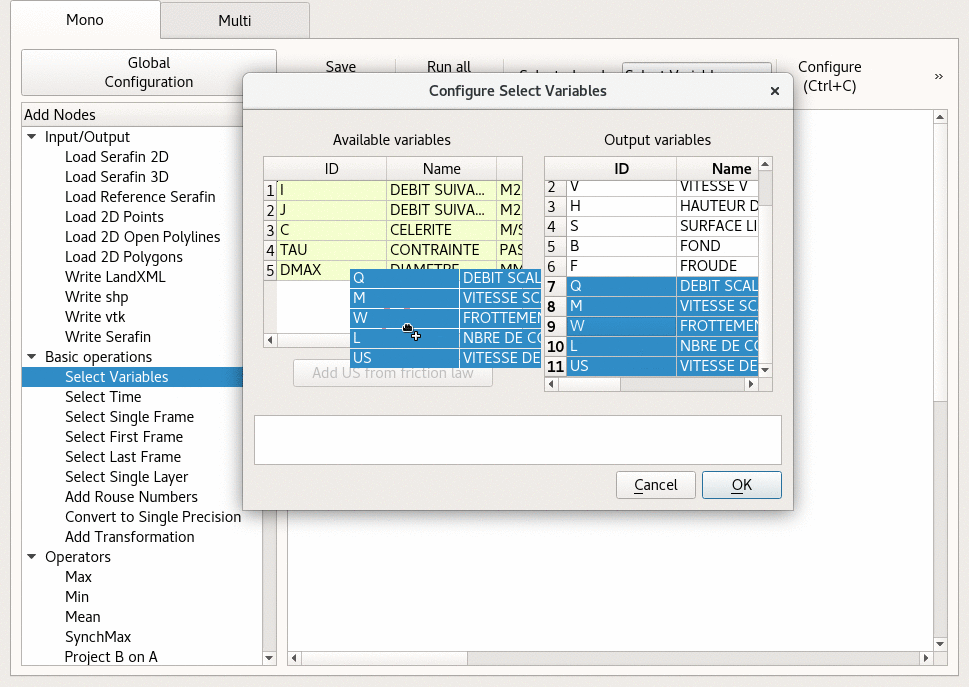 Mono Multi
Global
Configuration
Save
Run all
Configure
(Ctrl+C)
»
Configure Select Variables
×
Add Nodes
Input/Output
Load Serafin 2D
Load Serafin 3D
Load Reference Serafin
Load 2D Points
Load 2D Open Polylines
Load 2D Polygons
Write LandXML
Write shp
Write vtk
Write Serafin
Basic operations
Select Variables
Select Time
Select Single Frame
Select First Frame
Select Last Frame
Select Single Layer
Add Rouse Numbers
Convert to Single Precision
Add Transformation
Operators
Max
Min
Mean
SynchMax
Project B on A
Available variables
ID Name
1 I DEBIT SUIVA... M2
2 J DEBIT SUIVA... M2
3 C CELERITE M/S
4 TAU CONTRAINTE PAS
5 DMAX DIAMETRE MM
Q DEBIT SCAL
M VITESSE SC
W FROTTEMEN
L NBRE DE CO
US VITESSE DE
Add US from friction law
Output variables
ID Name
2 V VITESSE V
3 H HAUTEUR D
4 S SURFACE LI
5 B FOND
6 F FROUDE
7 Q DEBIT SCAL
8 M VITESSE SC
9 W FROTTEMEN
10 L NBRE DE CO
11 US VITESSE DE
Cancel OK